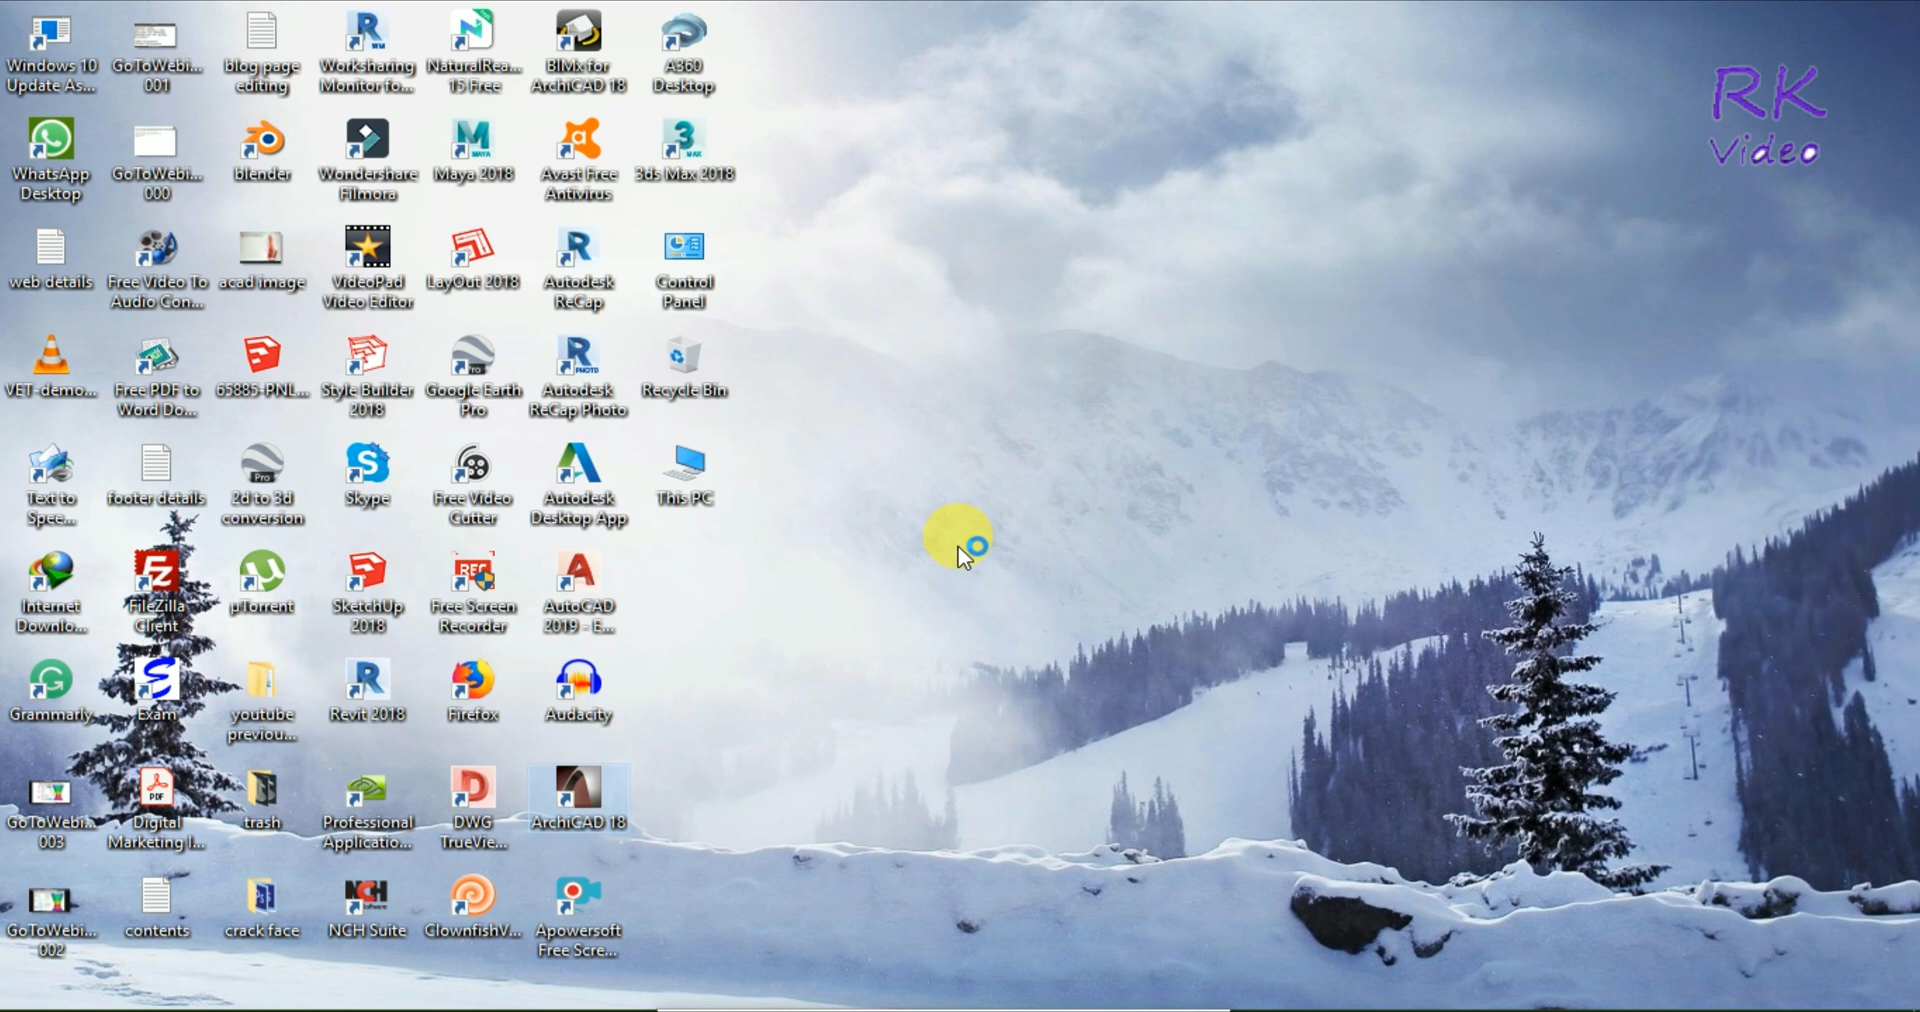 Windows 10
Update As...
GoToWebi...
001
blog page
editing
Worksharing
Monitor fo...
NaturalRea...
15 Free
BIMx for
ArchiCAD 18
A360
Desktop
RK
Video
WhatsApp
Desktop
GoToWebi...
000
blender
Wondershare
Filmora
Maya 2018
Avast Free
Antivirus
3ds Max 2018
web details
Free Video To
Audio Con...
acad image
VideoPad
Video Editor
LayOut 2018
Autodesk
ReCap
Control
Panel
VET-demo...
Free PDF to
Word Do...
65885-PNL...
Style Builder
2018
Google Earth
Pro
Autodesk
ReCap Photo
Recycle Bin
Text to
Spee...
footer details
2d to 3d
conversion
Skype
Free Video
Cutter
Autodesk
Desktop App
This PC
Internet
Downlo...
FileZilla
Client
µTorrent
SketchUp
2018
Free Screen
Recorder
AutoCAD
2019 - E...
Grammarly
Exam
youtube
previou...
Revit 2018
Firefox
Audacity
GoToWebi...
003
Digital
Marketing I...
trash
Professional
Applicatio...
DWG
TrueVie...
ArchiCAD 18
GoToWebi...
002
contents
crack face
NCH Suite
ClownfishV...
Apowersoft
Free Scre...